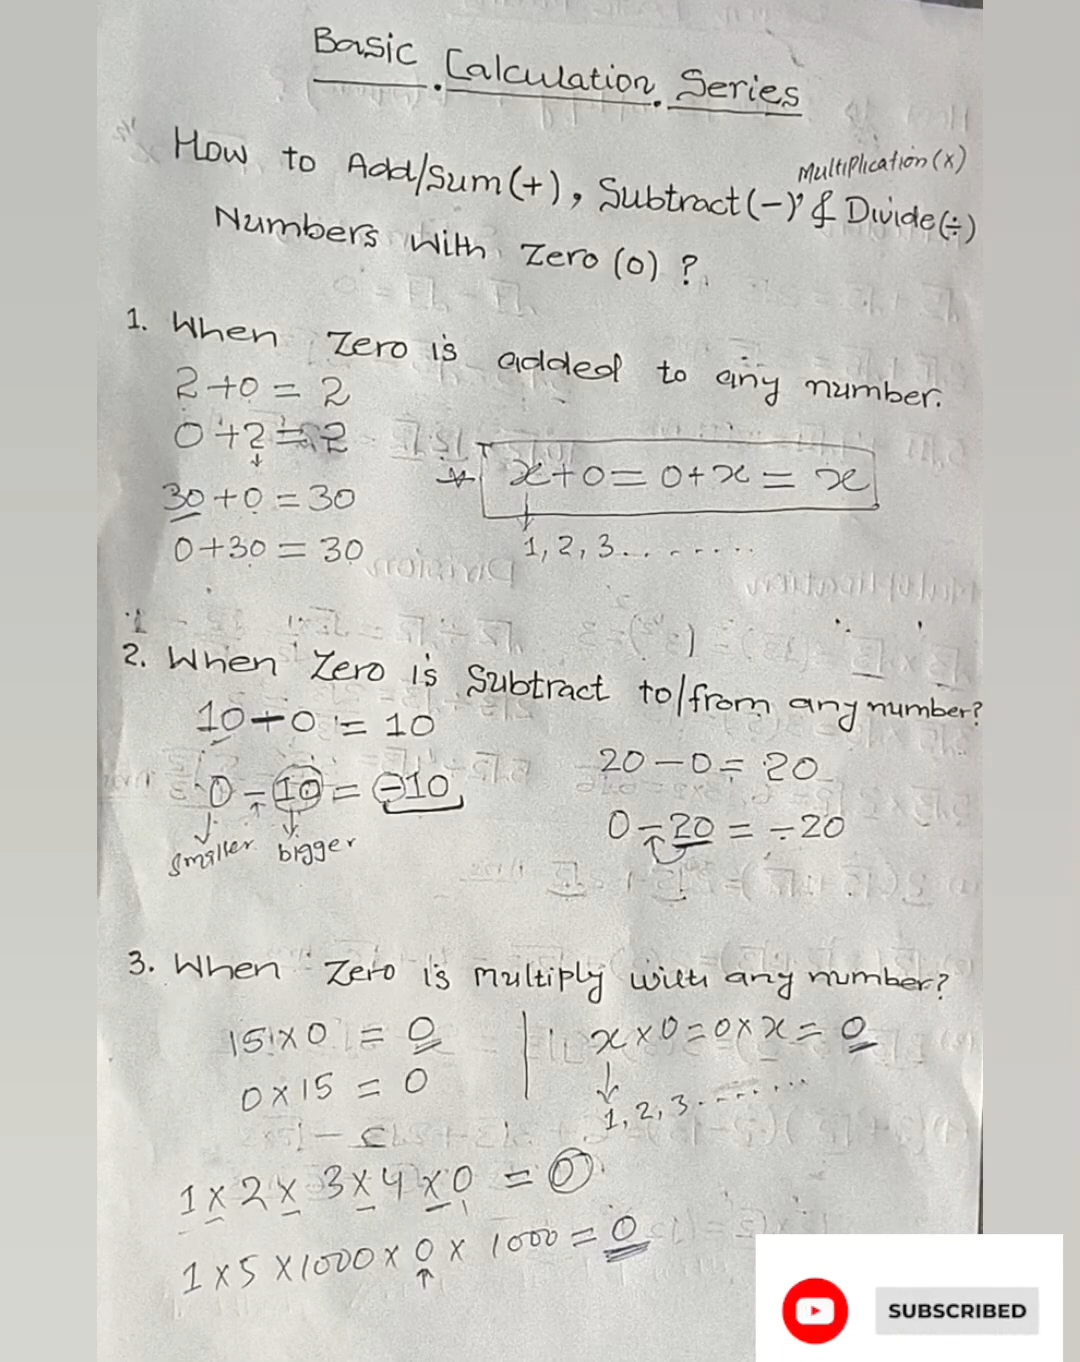 Basic Calculation Series
Multiplication (x)
How to Add/Sum(+), Subtract(-), & Divide(÷)
Numbers with Zero (0) ?
1. When Zero is added to any number.
2+0 = 2
0+2=2
x+0=0+x=x
30+0=30
1, 2, 3.........
0+30=30
2. When Zero is Subtract to/from any number?
10-0=10
20-0=20
0-10=-10
0-20=-20
smaller bigger
3. When Zero is multiply with any number?
15×0=0
x×0=0×x=0
0×15=0
1, 2, 3.........
1×2×3×4×0=0
1×5×1000×0×1000=0
SUBSCRIBED